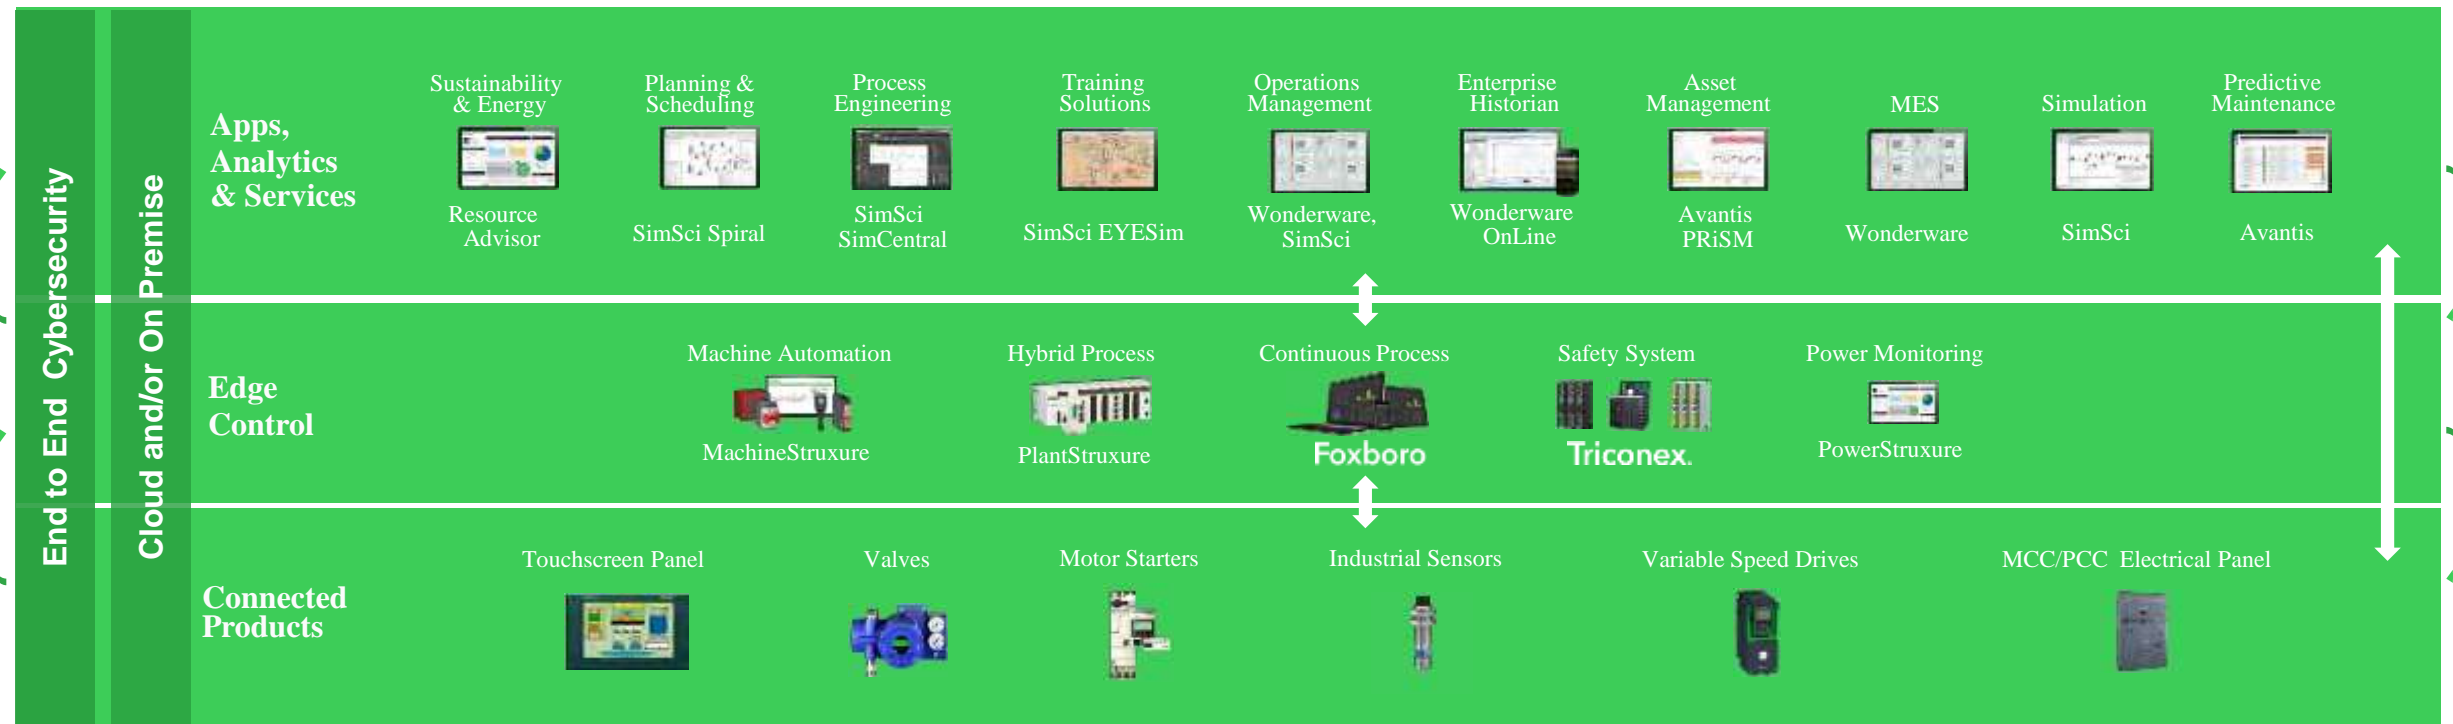 End to End Cybersecurity
Cloud and/or On Premise
Apps,
Analytics
& Services
Sustainability
& Energy
Planning &
Scheduling
Process
Engineering
Training
Solutions
Operations
Management
Enterprise
Historian
Asset
Management
MES
Simulation
Predictive
Maintenance
Resource
Advisor
SimSci Spiral
SimSci
SimCentral
SimSci EYESim
Wonderware,
SimSci
Wonderware
OnLine
Avantis
PRiSM
Wonderware
SimSci
Avantis
Edge
Control
Machine Automation
Hybrid Process
Continuous Process
Safety System
Power Monitoring
MachineStruxure
PlantStruxure
Foxboro
Triconex.
PowerStruxure
Connected
Products
Touchscreen Panel
Valves
Motor Starters
Industrial Sensors
Variable Speed Drives
MCC/PCC Electrical Panel